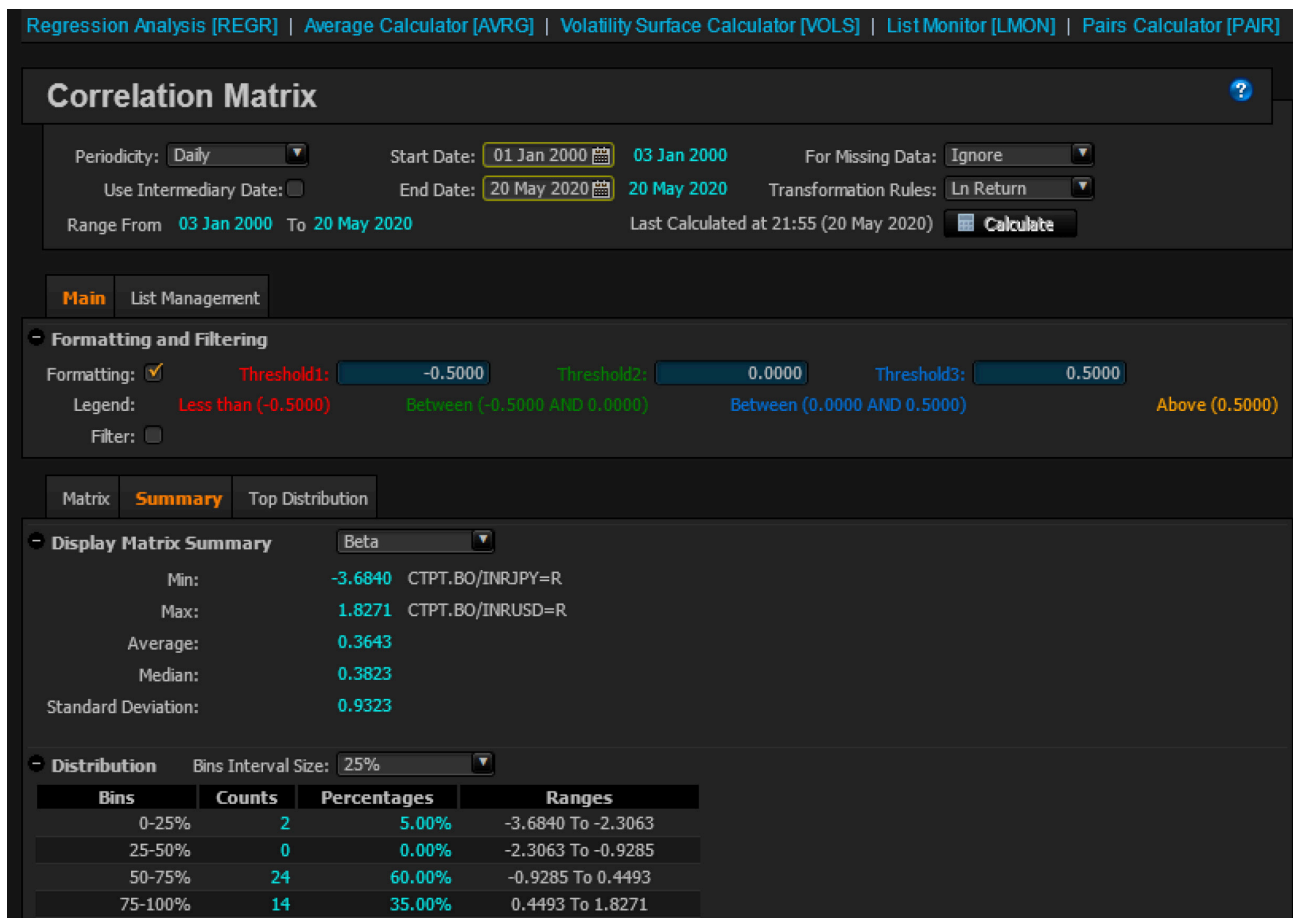 Regression Analysis [REGR] | Average Calculator [AVRG] | Volatility Surface Calculator [VOLS] | List Monitor [LMON] | Pairs Calculator [PAIR]
Correlation Matrix ?
Periodicity: Daily Start Date: 01 Jan 2000 03 Jan 2000 For Missing Data: Ignore
Use Intermediary Date: End Date: 20 May 2020 20 May 2020 Transformation Rules: Ln Return
Range From 03 Jan 2000 To 20 May 2020 Last Calculated at 21:55 (20 May 2020) Calculate
Main List Management
Formatting and Filtering
Formatting: Threshold1: -0.5000 Threshold2: 0.0000 Threshold3: 0.5000
Legend: Less than (-0.5000) Between (-0.5000 AND 0.0000) Between (0.0000 AND 0.5000) Above (0.5000)
Filter:
Matrix Summary Top Distribution
Display Matrix Summary Beta
Min: -3.6840 CTPT.BO/INRJPY=R
Max: 1.8271 CTPT.BO/INRUSD=R
Average: 0.3643
Median: 0.3823
Standard Deviation: 0.9323
Distribution Bins Interval Size: 25%
Bins Counts Percentages Ranges
0-25% 2 5.00% -3.6840 To -2.3063
25-50% 0 0.00% -2.3063 To -0.9285
50-75% 24 60.00% -0.9285 To 0.4493
75-100% 14 35.00% 0.4493 To 1.8271